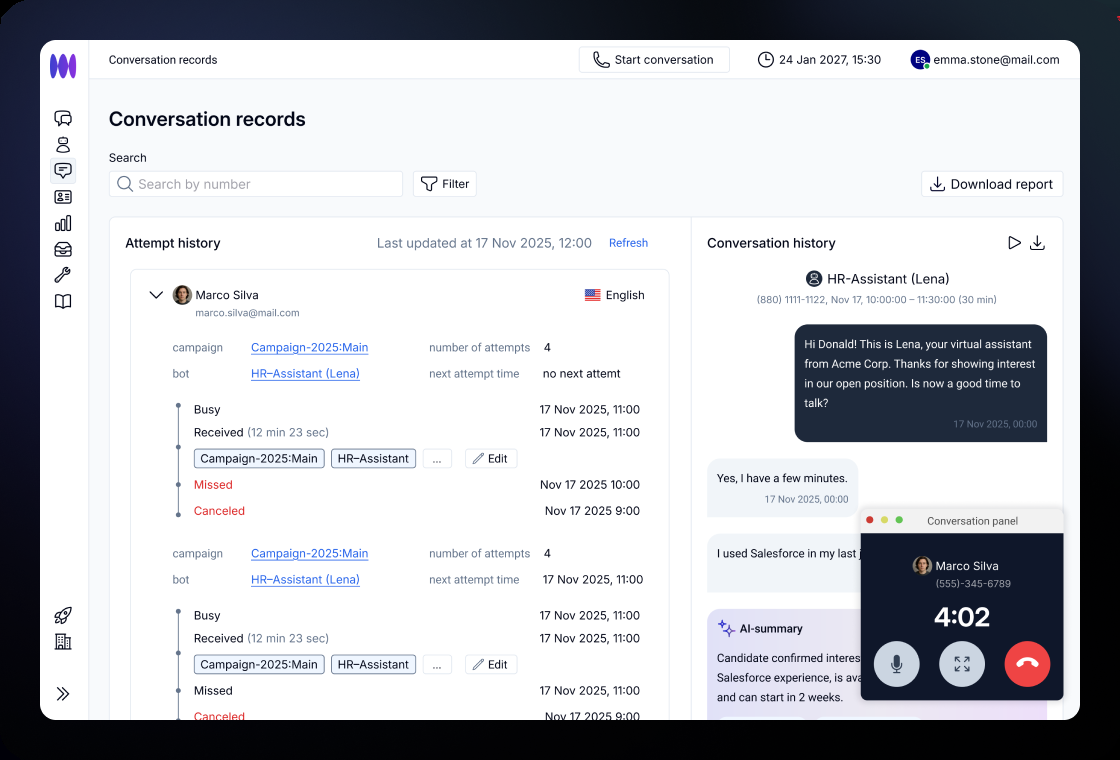 Conversation records
Start conversation
24 Jan 2027, 15:30
ES
emma.stone@mail.com
Conversation records
Search
Search by number
Filter
Download report
Attempt history
Last updated at 17 Nov 2025, 12:00
Refresh
Marco Silva
English
marco.silva@mail.com
campaign Campaign-2025:Main number of attempts 4
bot HR–Assistant (Lena) next attempt time no next attemt
Busy 17 Nov 2025, 11:00
Received (12 min 23 sec) 17 Nov 2025, 11:00
Campaign-2025:Main HR–Assistant ... Edit
Missed Nov 17 2025 10:00
Canceled Nov 17 2025 9:00
campaign Campaign-2025:Main number of attempts 4
bot HR–Assistant (Lena) next attempt time 17 Nov 2025, 11:00
Busy 17 Nov 2025, 11:00
Received (12 min 23 sec) 17 Nov 2025, 11:00
Campaign-2025:Main HR–Assistant ... Edit
Missed 17 Nov 2025, 11:00
Canceled Nov 17 2025 9:00
Conversation history
HR-Assistant (Lena)
(880) 1111-1122, Nov 17, 10:00:00 – 11:30:00 (30 min)
Hi Donald! This is Lena, your virtual assistant
from Acme Corp. Thanks for showing interest
in our open position. Is now a good time to
talk?
17 Nov 2025, 00:00
Yes, I have a few minutes.
17 Nov 2025, 00:00
I used Salesforce in my last
AI-summary
Candidate confirmed
Salesforce experience, is
and can start in 2 weeks.
Conversation panel
Marco Silva
(555)-345-6789
4:02